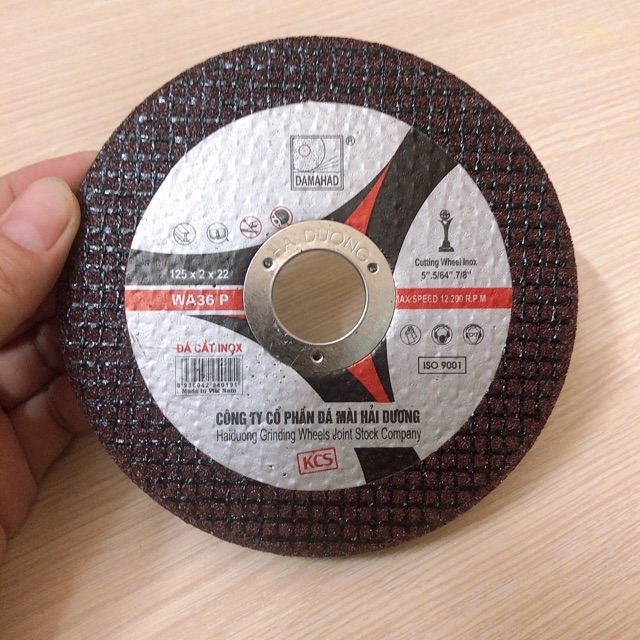 DAMAHAD ®
HẢI DƯƠNG
125 x 2 x 22
WA36 P
ĐÁ CẮT INOX
Made in Viet Nam
Cutting Wheel Inox
5".5/64".7/8"
MAX/SPEED 12.200 R.P.M
ISO 9001
CÔNG TY CỔ PHẦN ĐÁ MÀI HẢI DƯƠNG
Haiduong Grinding Wheels Joint Stock Company
KCS